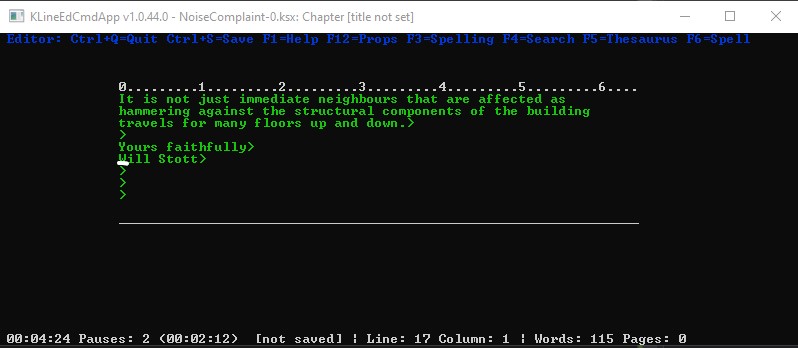 KLineEdCmdApp v1.0.44.0 - NoiseComplaint-0.ksx: Chapter [title not set]
Editor: Ctrl+Q=Quit Ctrl+S=Save F1=Help F12=Props F3=Spelling F4=Search F5=Thesaurus F6=Spell
0.........1.........2.........3.........4.........5.........6....
It is not just immediate neighbours that are affected as
hammering against the structural components of the building
travels for many floors up and down.>
>
Yours faithfully>
Will Stott>
>
>
>
00:04:24 Pauses: 2 (00:02:12)  [not saved] ¦ Line: 17 Column: 1 ¦ Words: 115 Pages: 0